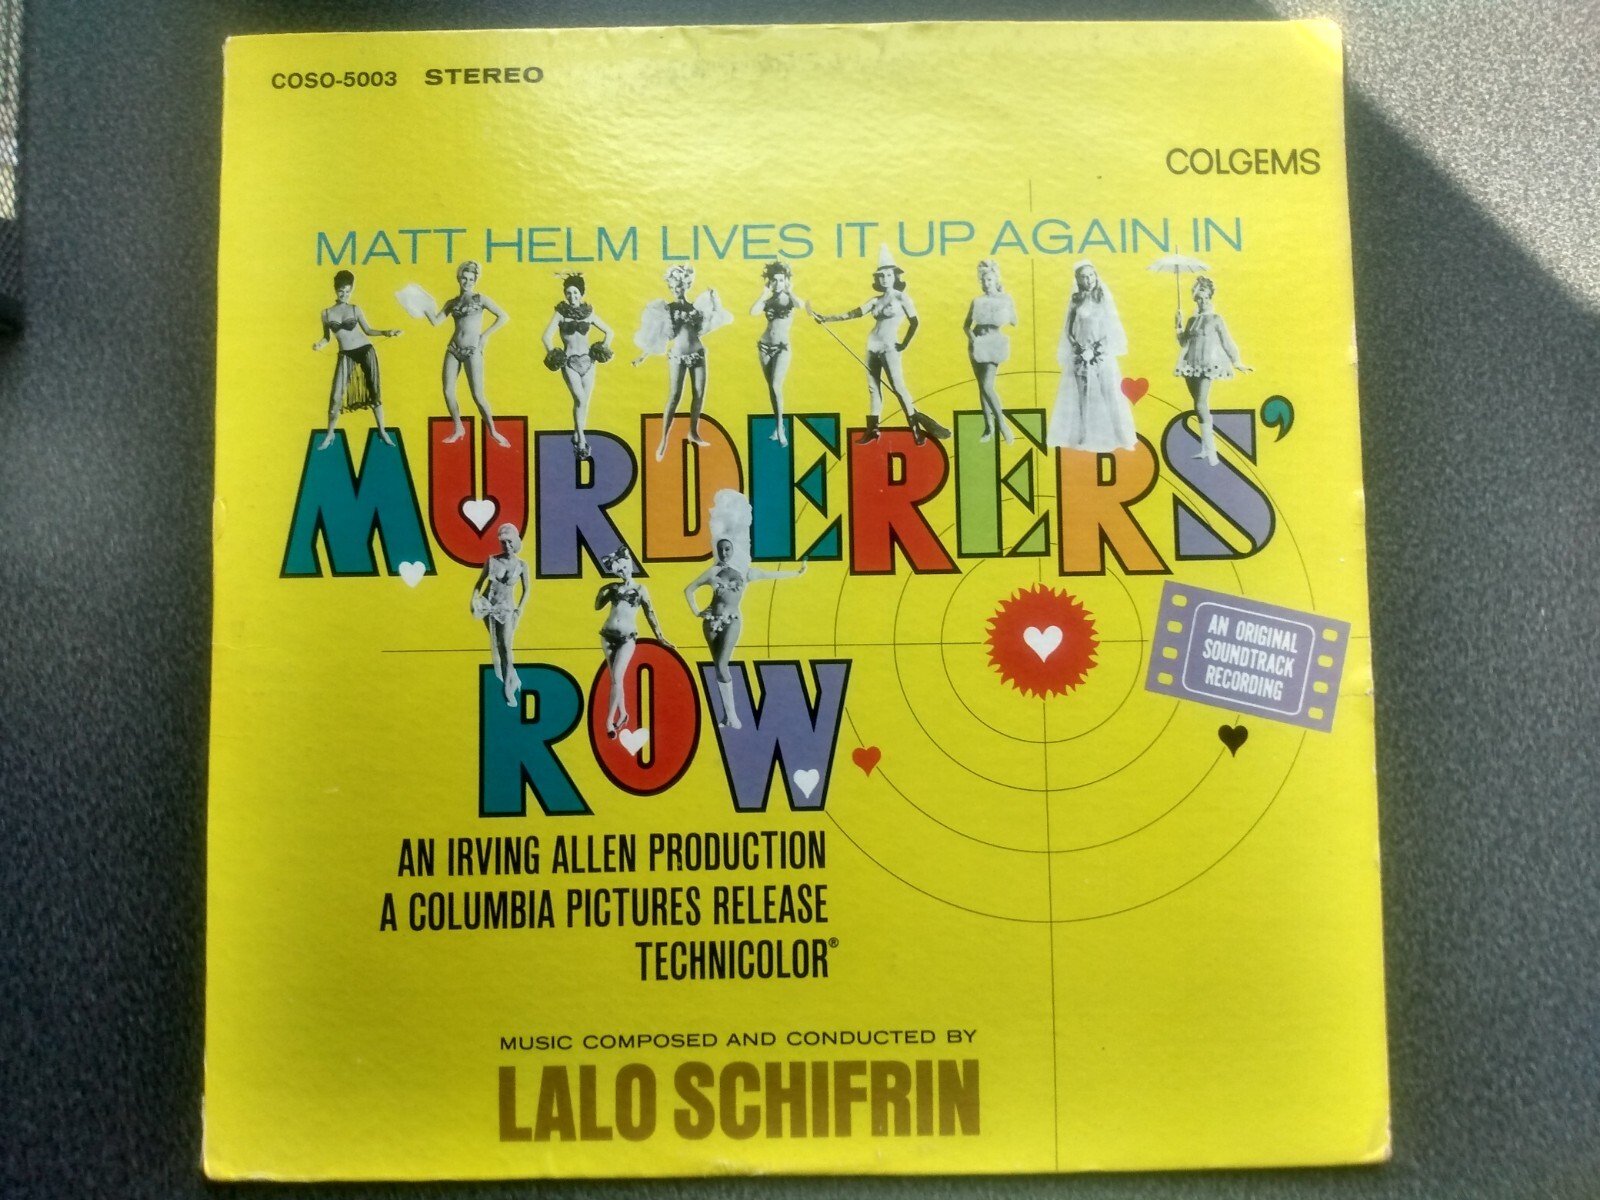 COSO-5003 STEREO
COLGEMS
MATT HELM LIVES IT UP AGAIN IN
MURDERERS'
ROW
AN ORIGINAL
SOUNDTRACK
RECORDING
AN IRVING ALLEN PRODUCTION
A COLUMBIA PICTURES RELEASE
TECHNICOLOR®
MUSIC COMPOSED AND CONDUCTED BY
LALO SCHIFRIN